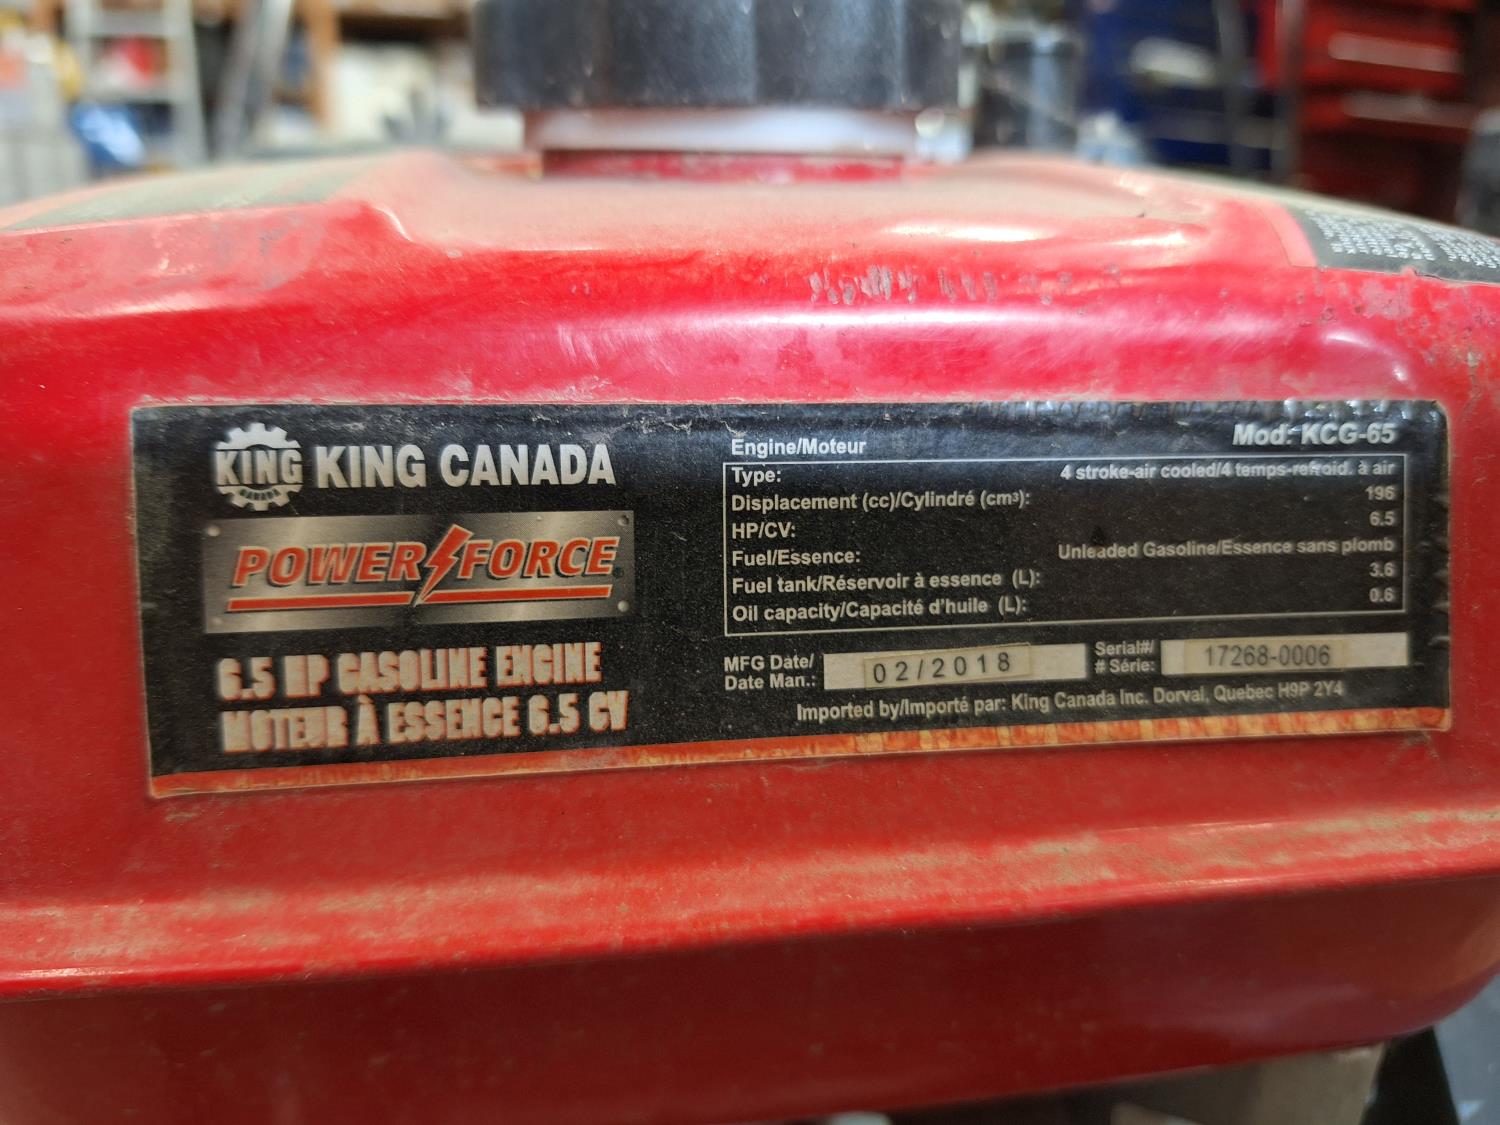 KING
CANADA
KING CANADA
POWER FORCE
6.5 HP GASOLINE ENGINE
MOTEUR À ESSENCE 6.5 CV
Engine/Moteur
Mod: KCG-65
Type: 4 stroke-air cooled/4 temps-refroid. à air
Displacement (cc)/Cylindré (cm³): 196
HP/CV: 6.5
Fuel/Essence: Unleaded Gasoline/Essence sans plomb
Fuel tank/Réservoir à essence (L): 3.6
Oil capacity/Capacité d'huile (L): 0.6
MFG Date/
Date Man.: 02/2018
Serial#/
# Série: 17268-0006
Imported by/Importé par: King Canada Inc. Dorval, Quebec H9P 2Y4